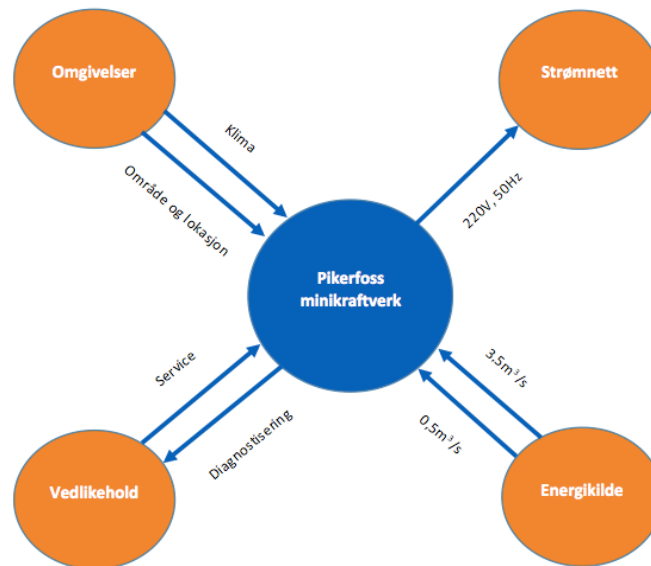 Omgivelser
Strømnett
Klima
Område og lokasjon
220V, 50Hz
Pikerfoss
minikraftverk
Service
Diagnostisering
3,5m³/s
0,5m³/s
Vedlikehold
Energikilde